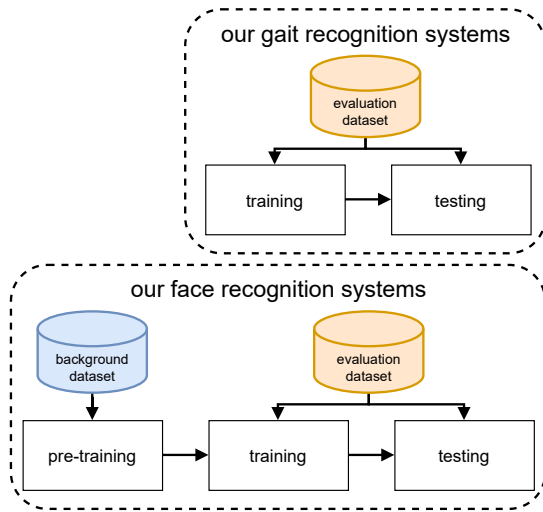 our gait recognition systems
evaluation
dataset
training
testing
our face recognition systems
background
dataset
evaluation
dataset
pre-training
training
testing